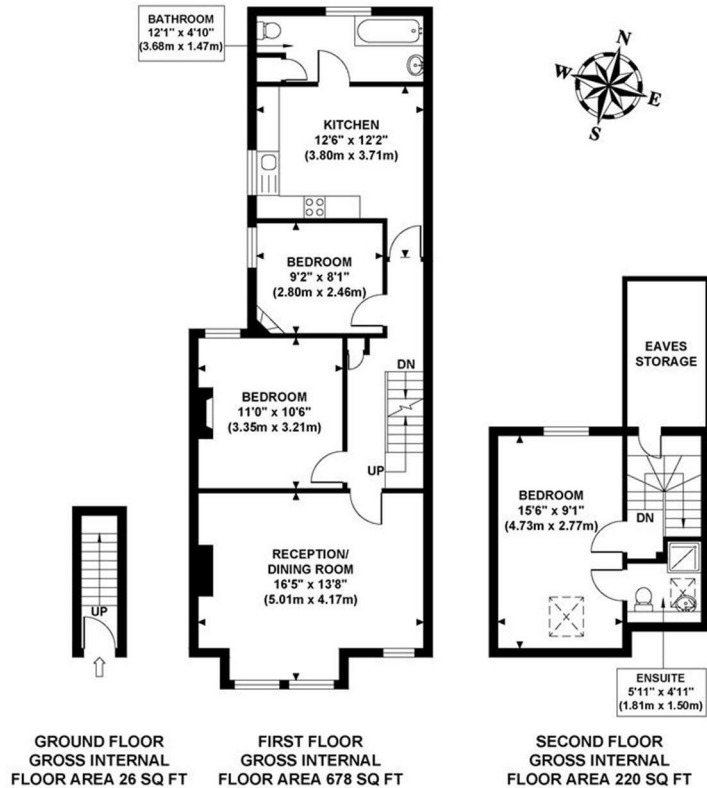 BATHROOM
12'1" x 4'10"
(3.68m x 1.47m)
N
W
E
S
KITCHEN
12'6" x 12'2"
(3.80m x 3.71m)
BEDROOM
9'2" x 8'1"
(2.80m x 2.46m)
DN
BEDROOM
11'0" x 10'6"
(3.35m x 3.21m)
UP
RECEPTION/
DINING ROOM
16'5" x 13'8"
(5.01m x 4.17m)
UP
EAVES
STORAGE
BEDROOM
15'6" x 9'1"
(4.73m x 2.77m)
DN
ENSUITE
5'11" x 4'11"
(1.81m x 1.50m)
GROUND FLOOR
GROSS INTERNAL
FLOOR AREA 26 SQ FT
FIRST FLOOR
GROSS INTERNAL
FLOOR AREA 678 SQ FT
SECOND FLOOR
GROSS INTERNAL
FLOOR AREA 220 SQ FT